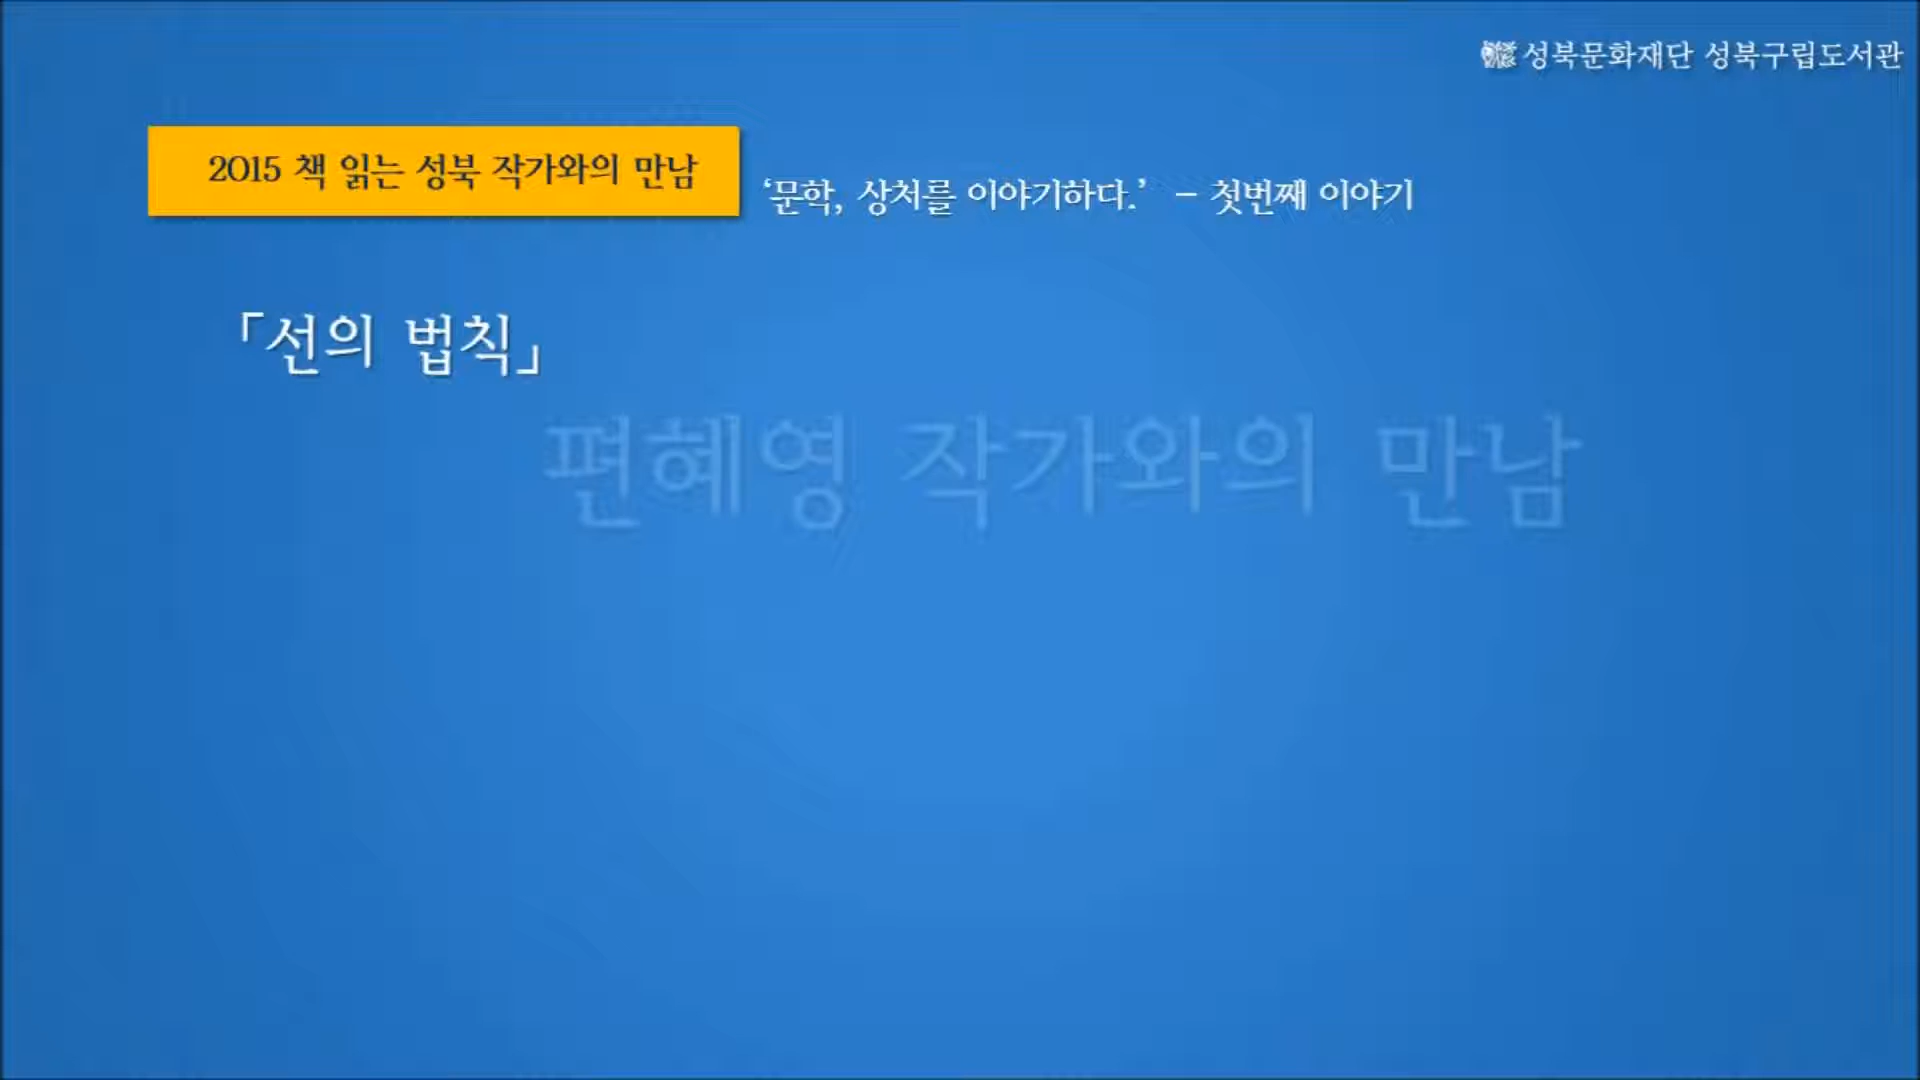 성북문화재단 성북구립도서관
2015 책 읽는 성북 작가와의 만남
‘문학, 상처를 이야기하다.’ - 첫번째 이야기
「선의 법칙」
편혜영 작가와의 만남